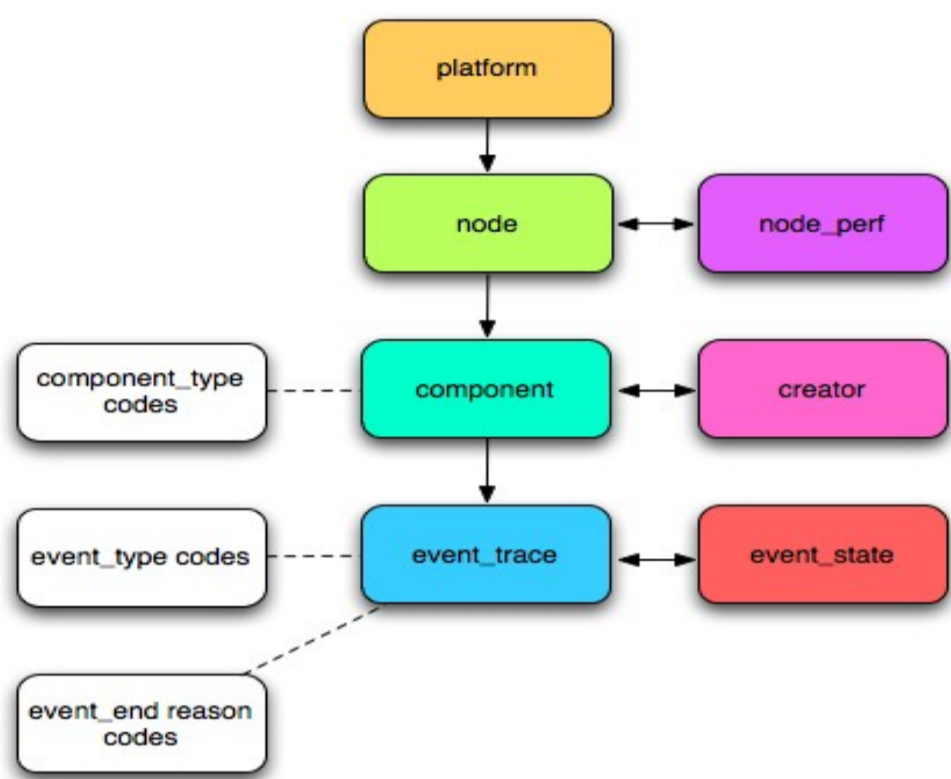 platform
node
node_perf
component_type
codes
component
creator
event_type codes
event_trace
event_state
event_end reason
codes